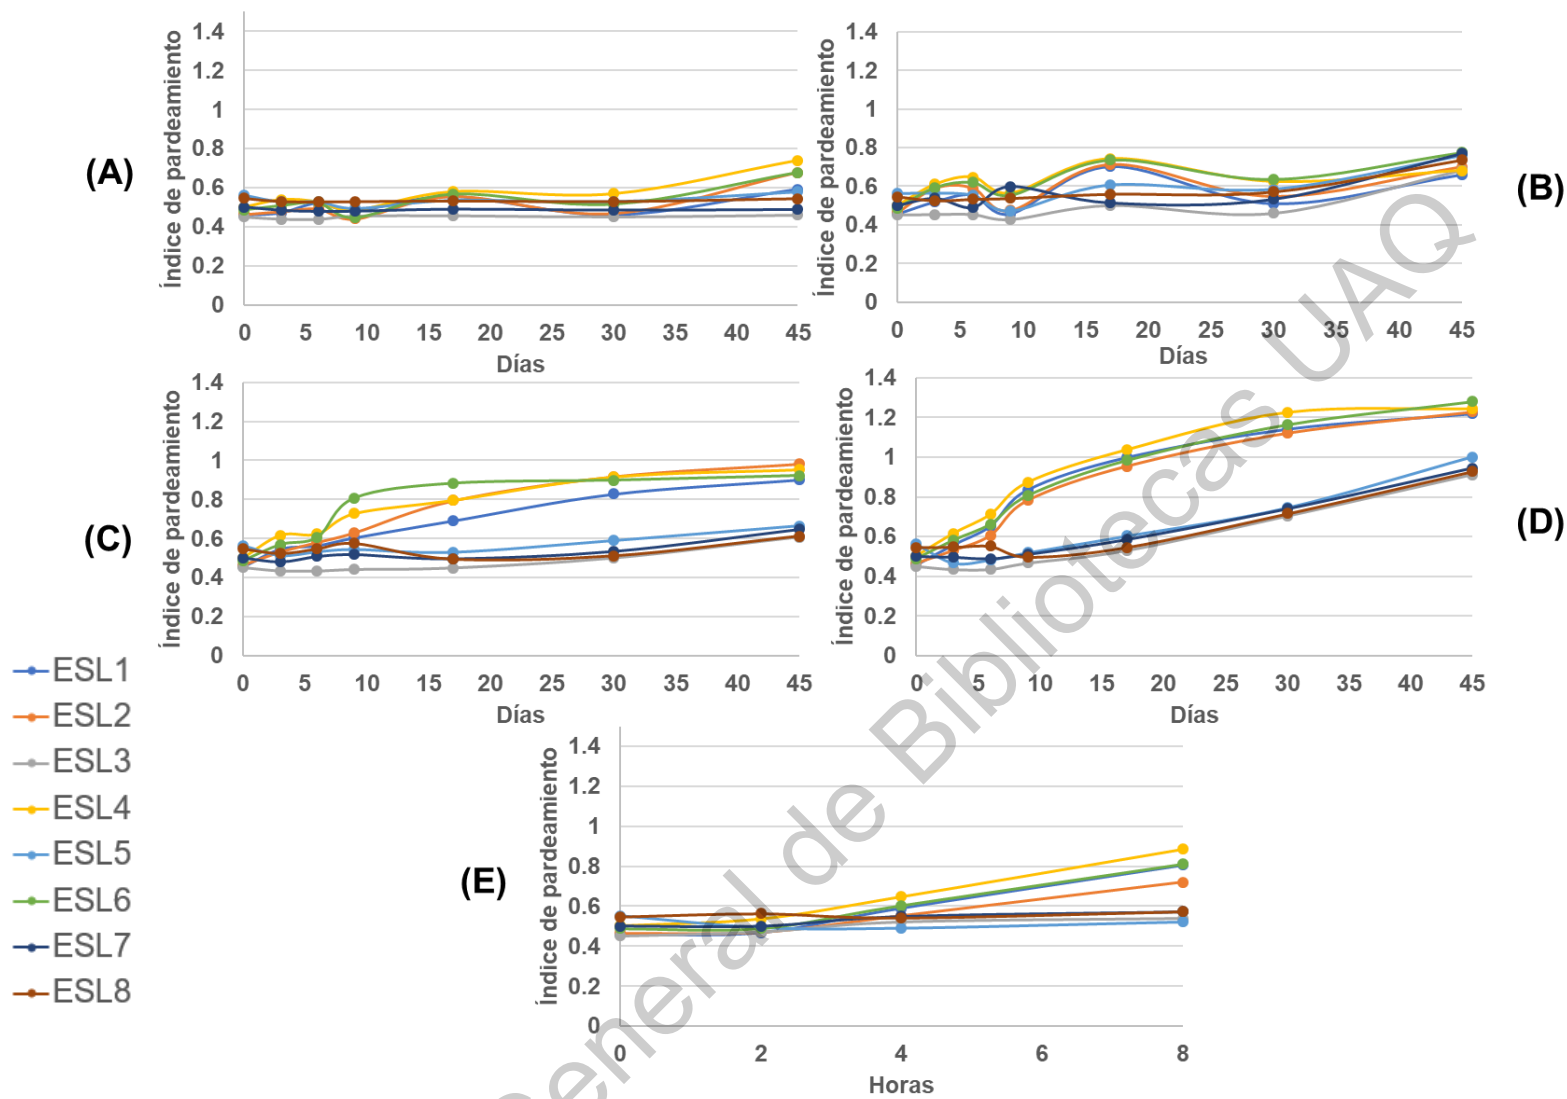 (A)
Índice de pardeamiento
1.4
1.2
1
0.8
0.6
0.4
0.2
0
0 5 10 15 20 25 30 35 40 45
Días
(B)
Índice de pardeamiento
1.4
1.2
1
0.8
0.6
0.4
0.2
0
0 5 10 15 20 25 30 35 40 45
Días
(C)
Índice de pardeamiento
1.4
1.2
1
0.8
0.6
0.4
0.2
0
0 5 10 15 20 25 30 35 40 45
Días
(D)
Índice de pardeamiento
1.4
1.2
1
0.8
0.6
0.4
0.2
0
0 5 10 15 20 25 30 35 40 45
Días
ESL1
ESL2
ESL3
ESL4
ESL5
ESL6
ESL7
ESL8
(E)
Índice de pardeamiento
1.4
1.2
1
0.8
0.6
0.4
0.2
0
0 2 4 6 8
Horas
General de Bibliotecas UAQ